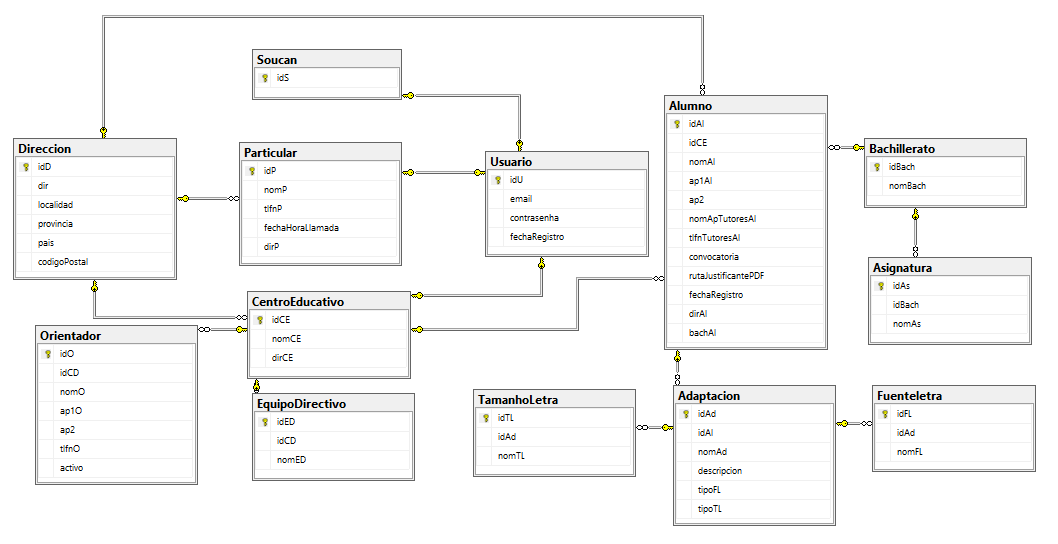 Soucan
idS
Direccion
idD
dir
localidad
provincia
pais
codigoPostal
Particular
idP
nomP
tlfnP
fechaHoraLlamada
dirP
Usuario
idU
email
contrasenha
fechaRegistro
Alumno
idAl
idCE
nomAl
ap1Al
ap2
nomApTutoresAl
tlfnTutoresAl
convocatoria
rutaJustificantePDF
fechaRegistro
dirAl
bachAl
Bachillerato
idBach
nomBach
Asignatura
idAs
idBach
nomAs
CentroEducativo
idCE
nomCE
dirCE
Orientador
idO
idCD
nomO
ap1O
ap2
tlfnO
activo
EquipoDirectivo
idED
idCD
nomED
TamanhoLetra
idTL
idAd
nomTL
Adaptacion
idAd
idAl
nomAd
descripcion
tipoFL
tipoTL
Fuenteletra
idFL
idAd
nomFL